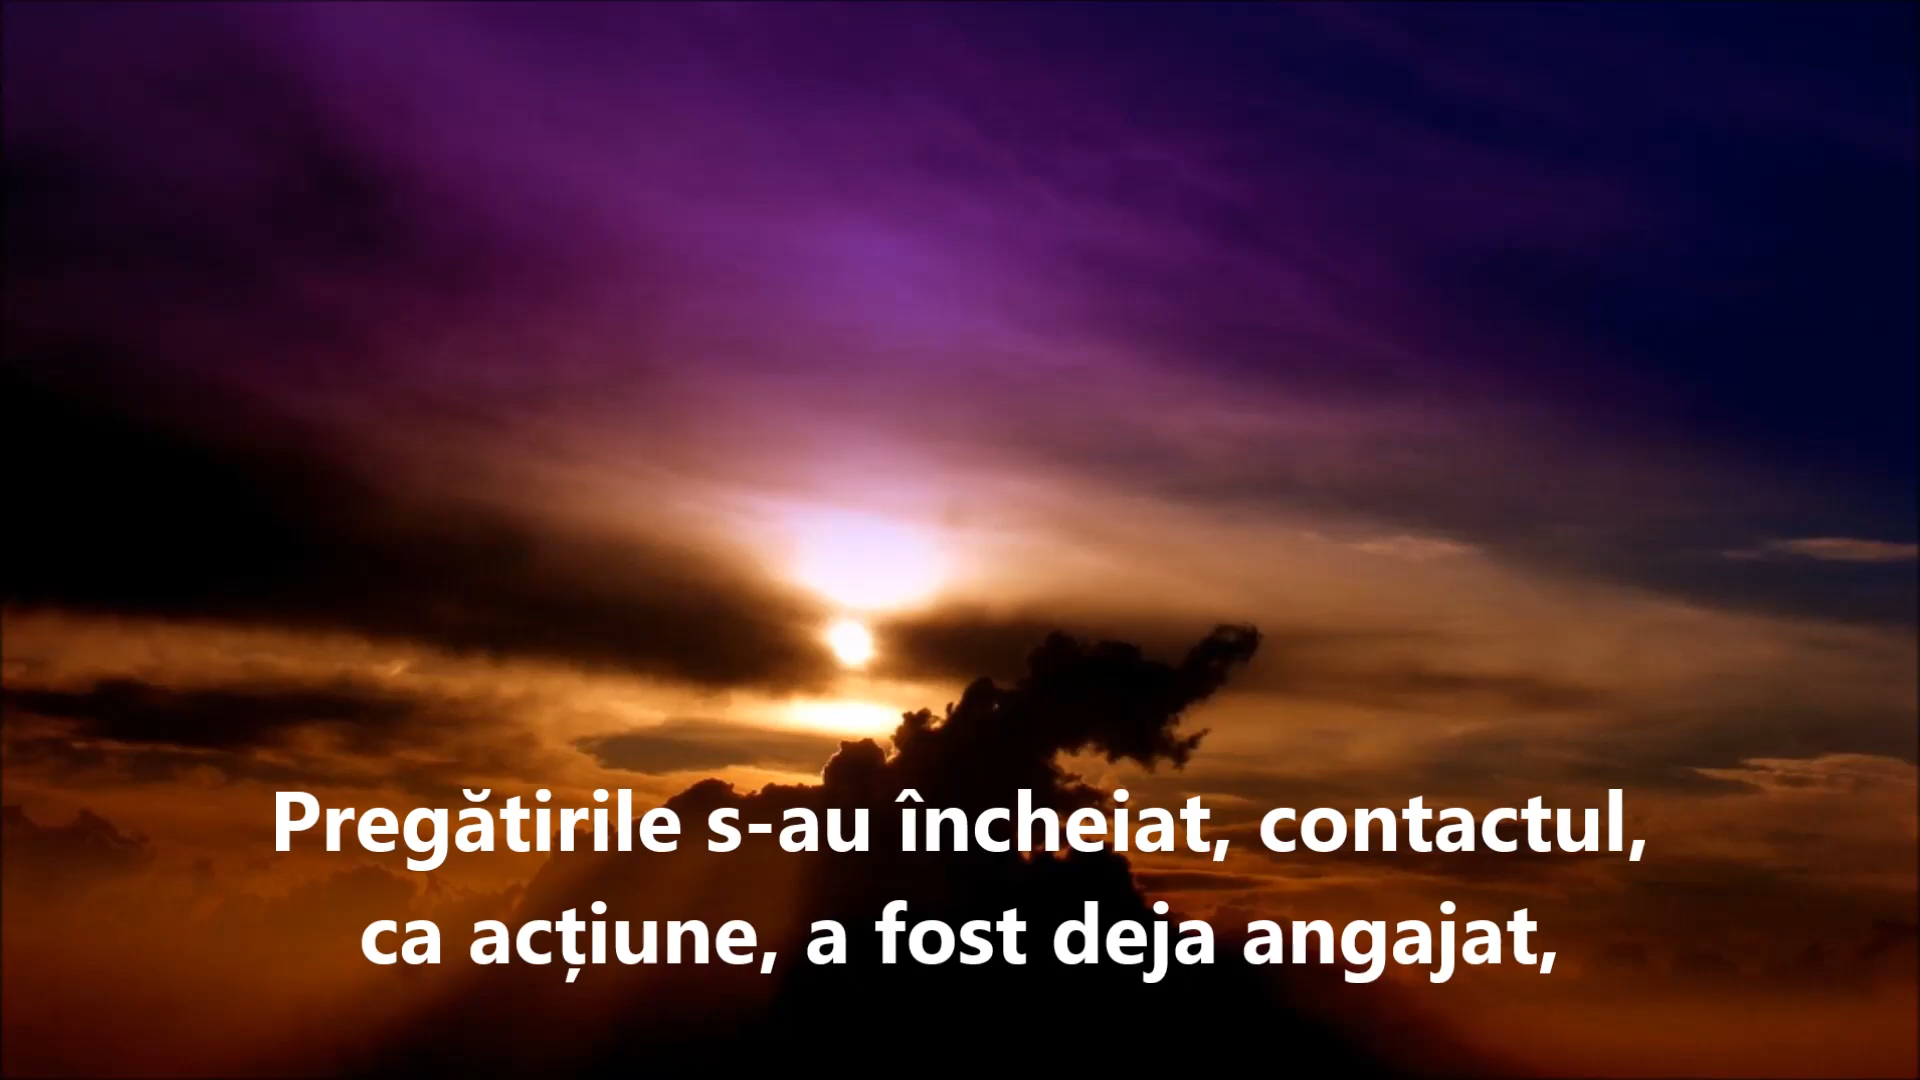 Pregătirile s-au încheiat, contactul,
ca acțiune, a fost deja angajat,